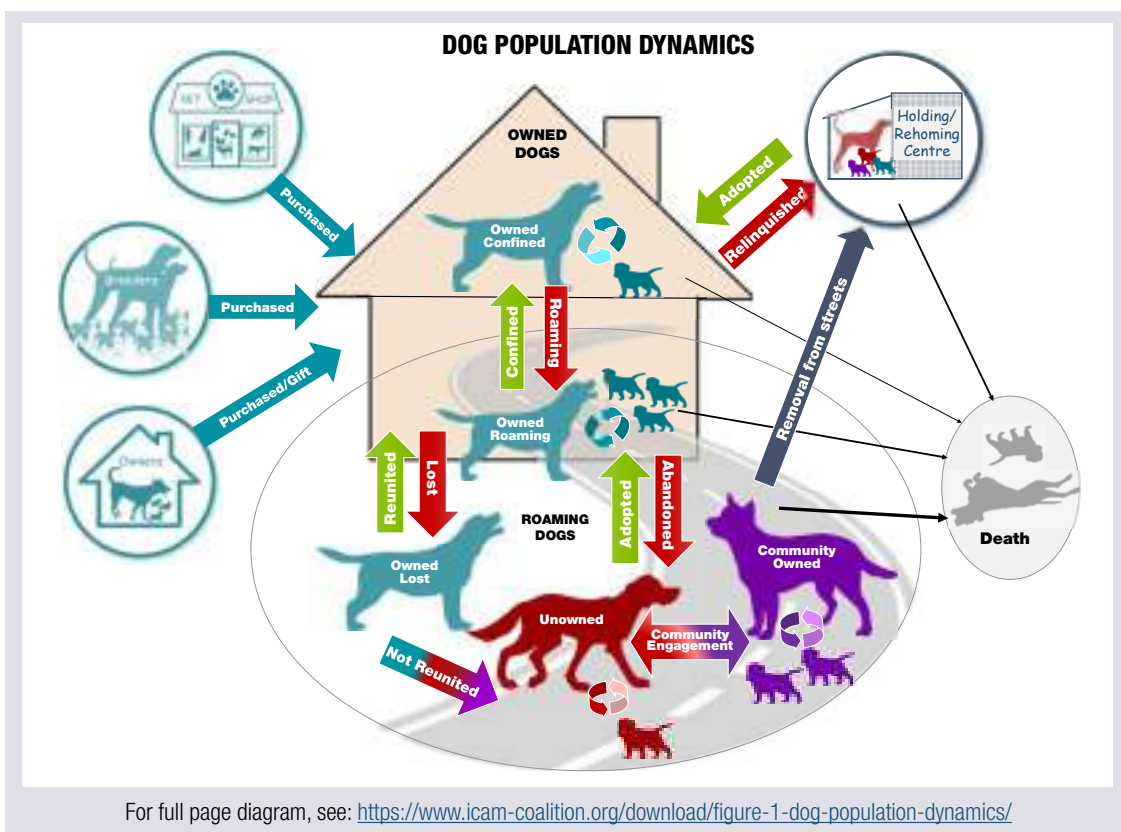 DOG POPULATION DYNAMICS
PET SHOP
OWNED
DOGS
Holding/
Rehoming
Centre
Purchased
Adopted
Relinquished
Owned
Confined
Breeders
Purchased
Confined
Roaming
Removal from streets
Purchased/Gift
Owned
Roaming
Owners
Reunited
Lost
Adopted
Abandoned
ROAMING
DOGS
Death
Owned
Lost
Community
Owned
Unowned
Community
Engagement
Not Reunited
For full page diagram, see: https://www.icam-coalition.org/download/figure-1-dog-population-dynamics/